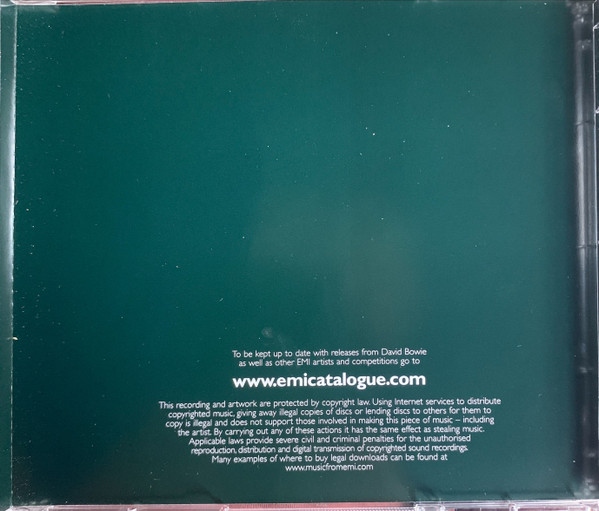 To be kept up to date with releases from David Bowie
as well as other EMI artists and competitions go to
www.emicatalogue.com
This recording and artwork are protected by copyright law. Using Internet services to distribute
copyrighted music, giving away illegal copies of discs or lending discs to others for them to
copy is illegal and does not support those involved in making this piece of music – including
the artist. By carrying out any of these actions it has the same effect as stealing music.
Applicable laws provide severe civil and criminal penalties for the unauthorised
reproduction, distribution and digital transmission of copyrighted sound recordings.
Many examples of where to buy legal downloads can be found at
www.musicfromemi.com